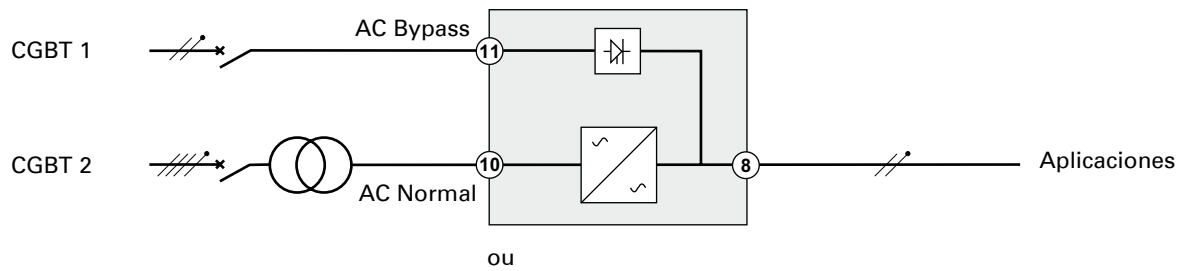 AC Bypass
CGBT 1
11
CGBT 2
10
8
Aplicaciones
AC Normal
ou